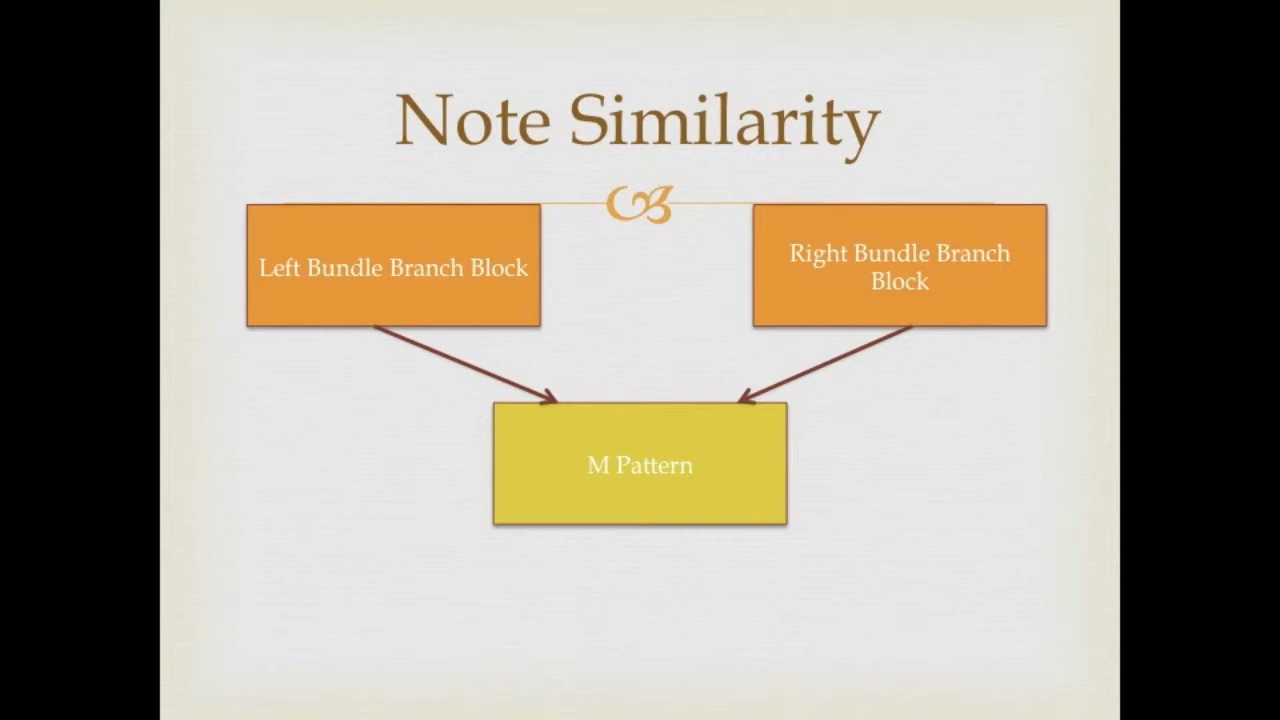 Note Similarity
Left Bundle Branch Block
Right Bundle Branch
Block
M Pattern